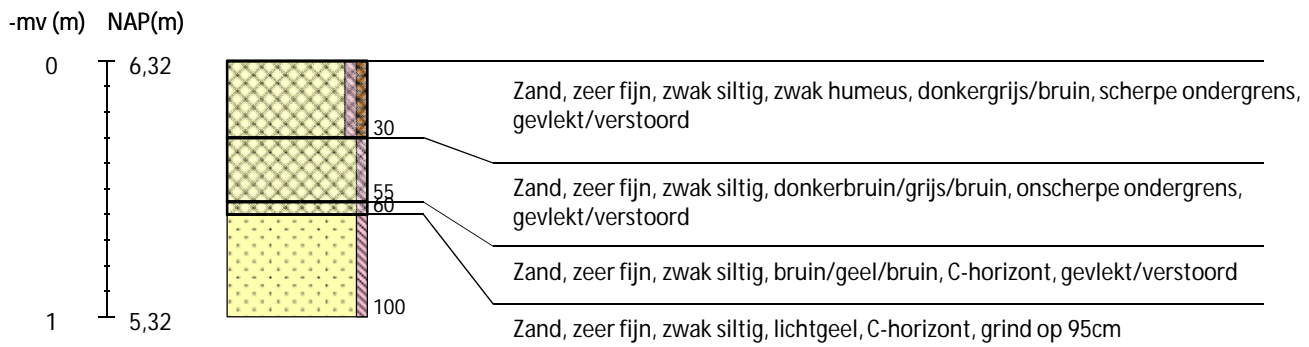 -mv (m) NAP(m)
0 6,32
Zand, zeer fijn, zwak siltig, zwak humeus, donkergrijs/bruin, scherpe ondergrens,
gevlekt/verstoord
30
Zand, zeer fijn, zwak siltig, donkerbruin/grijs/bruin, onscherpe ondergrens,
gevlekt/verstoord
55
60
Zand, zeer fijn, zwak siltig, bruin/geel/bruin, C-horizont, gevlekt/verstoord
100
1 5,32
Zand, zeer fijn, zwak siltig, lichtgeel, C-horizont, grind op 95cm